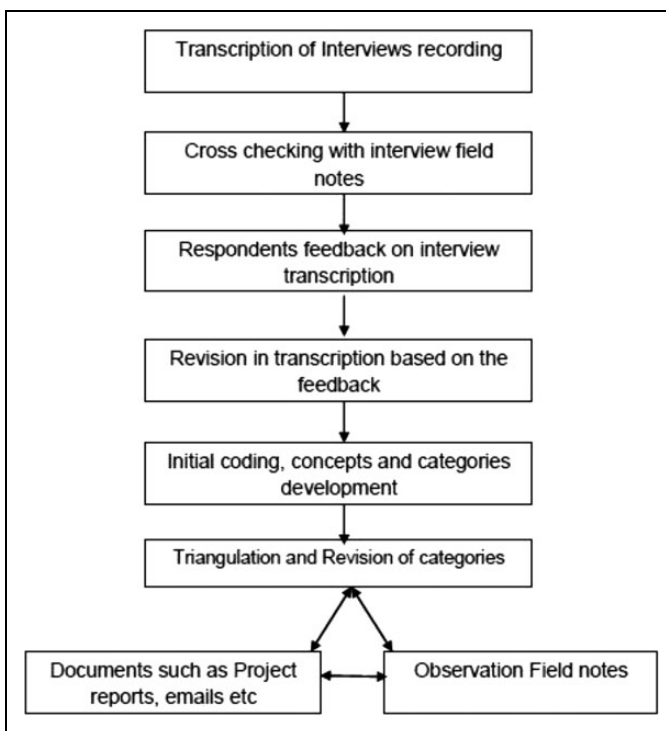 Transcription of Interviews recording
Cross checking with interview field
notes
Respondents feedback on interview
transcription
Revision in transcription based on the
feedback
Initial coding, concepts and categories
development
Triangulation and Revision of categories
Documents such as Project
reports, emails etc
Observation Field notes